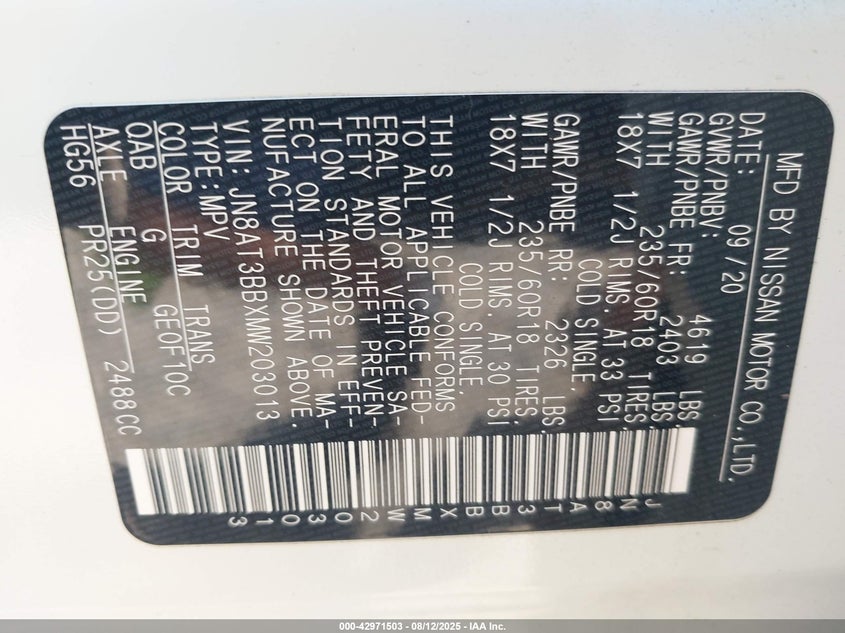 MFD BY NISSAN MOTOR CO.,LTD.
DATE: 09/20
GVWR/PNBV: 4619 LBS.
GAWR/PNBE FR: 2403 LBS.
WITH 235/60R18 TIRES,
18X7 1/2J RIMS. AT 33 PSI
COLD SINGLE.
GAWR/PNBE RR: 2326 LBS.
WITH 235/60R18 TIRES,
18X7 1/2J RIMS. AT 30 PSI
COLD SINGLE.
THIS VEHICLE CONFORMS
TO ALL APPLICABLE FED-
ERAL MOTOR VEHICLE SA-
FETY AND THEFT PREVEN-
TION STANDARDS IN EFF-
ECT ON THE DATE OF MA-
NUFACTURE SHOWN ABOVE.
VIN: JN8AT3BBXMW203013
TYPE: MPV
COLOR TRIM TRANS
QAB G GE0F10C
AXLE ENGINE
HG56 PR25(DD) 2488CC
JN8AT3BBXMW203013
000-42971503 - 08/12/2025 - IAA Inc.